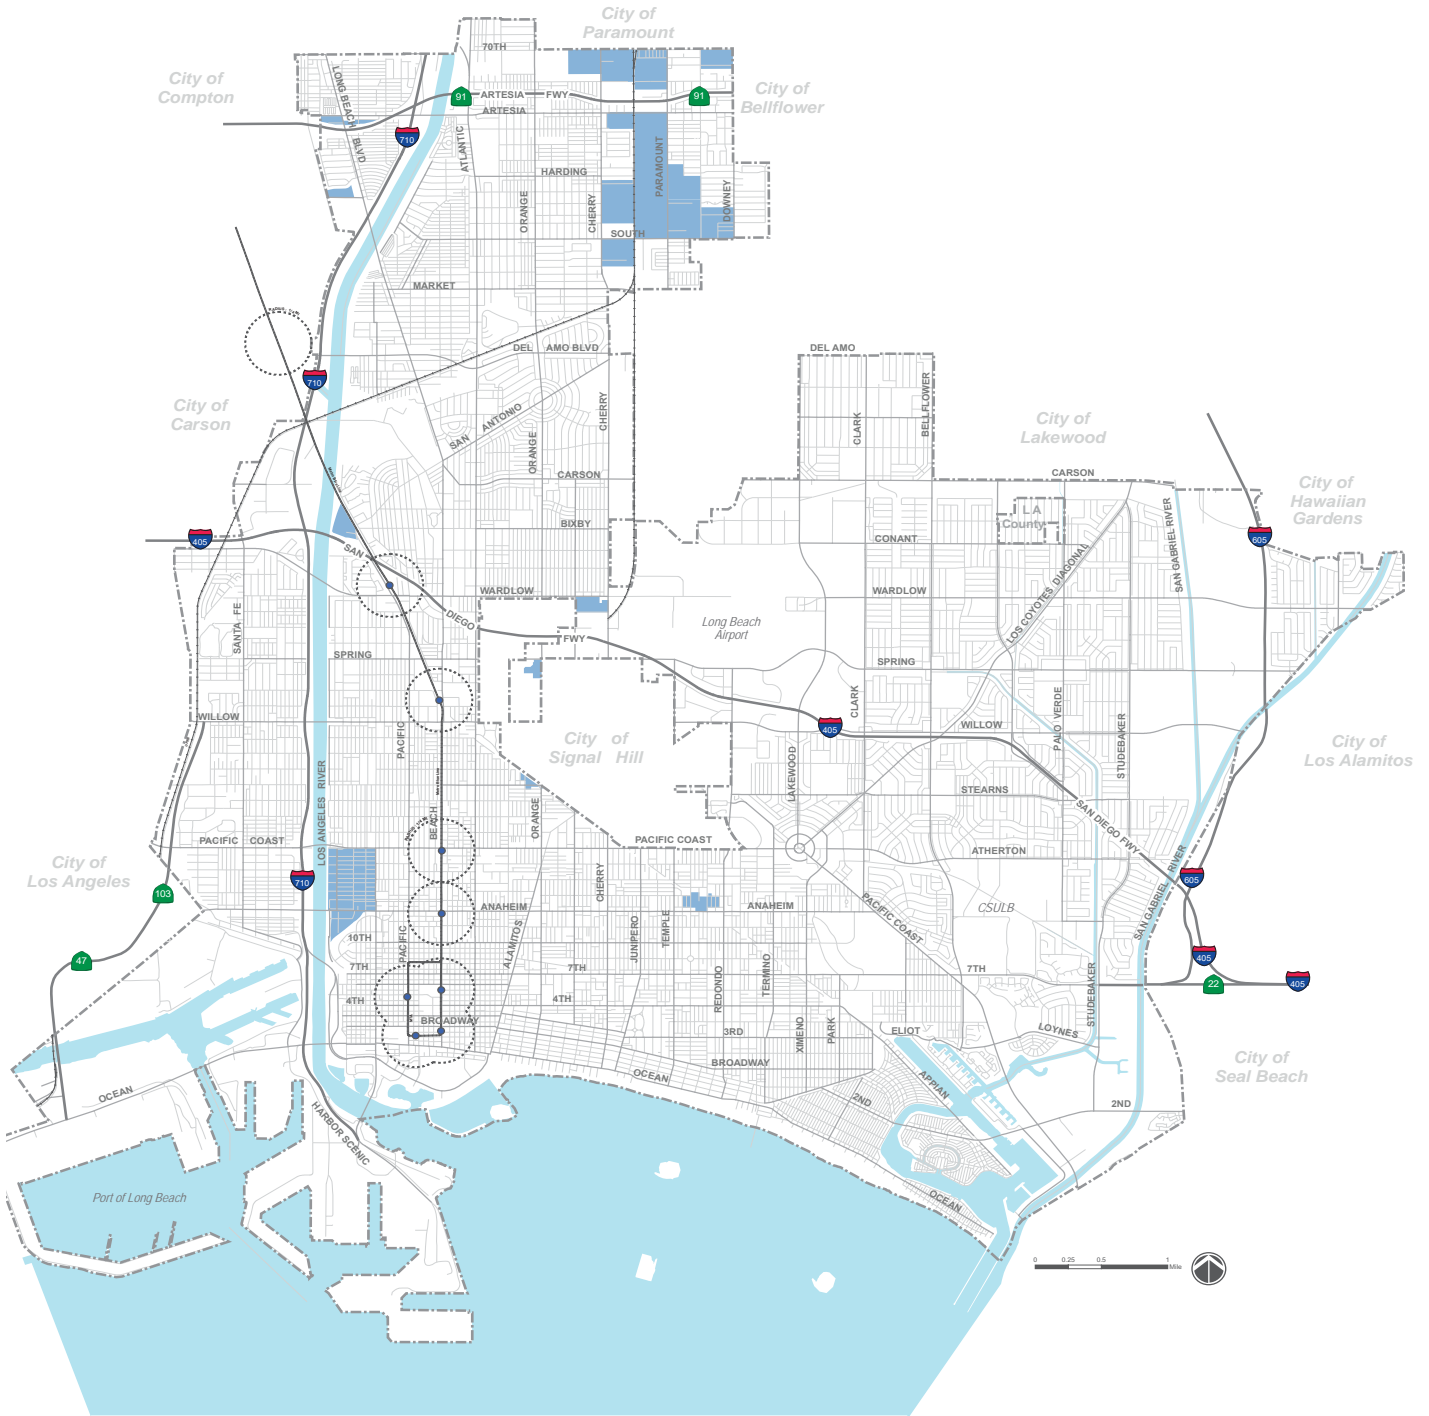 City of
Paramount
70TH
City of
Compton
LONG BEACH BLVD
91
ARTESIA FWY
ARTESIA
91
City of
Bellflower
710
ATLANTIC
HARDING
PARAMOUNT
ORANGE
CHERRY
DOWNEY
SOUTH
MARKET
DEL AMO BLVD
DEL AMO
710
City of
Carson
SAN ANTONIO
CHERRY
ORANGE
CLARK
BELLFLOWER
City of
Lakewood
CARSON
CARSON
City of
Hawaiian
Gardens
L A
County
BIXBY
405
SAN DIEGO FWY
CONANT
605
SAN GABRIEL RIVER
LOS COYOTES DIAGONAL
WARDLOW
WARDLOW
SANTA FE
Long Beach
Airport
SPRING
SPRING
WILLOW
PACIFIC
CLARK
405
WILLOW
PALO VERDE
STUDEBAKER
City of
Signal Hill
City of
Los Alamitos
LOS ANGELES RIVER
LAKEWOOD
STEARNS
BEACH
ORANGE
SAN DIEGO FWY
PACIFIC COAST
PACIFIC COAST
ATHERTON
City of
Los Angeles
103
710
CHERRY
605
SAN GABRIEL RIVER
ANAHEIM
ANAHEIM
PACIFIC COAST
CSULB
10TH
PACIFIC
ALAMITOS
JUNIPERO
TEMPLE
47
7TH
7TH
REDONDO
TERMINO
7TH
405
22
405
4TH
4TH
STUDEBAKER
BROADWAY
3RD
XIMENO
PARK
ELIOT
LOYNES
BROADWAY
City of
Seal Beach
OCEAN
OCEAN
APPIAN
2ND
2ND
HARBOR SCENIC
Port of Long Beach
OCEAN
0 0.25 0.5 1
Mile